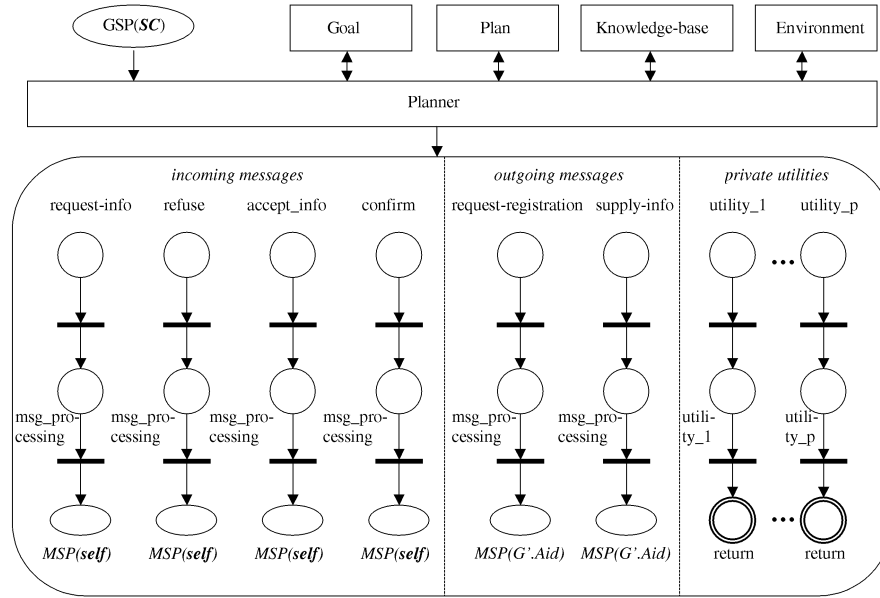 GSP(SC)
Goal
Plan
Knowledge-base
Environment
Planner
incoming messages
outgoing messages
private utilities
request-info
refuse
accept_info
confirm
request-registration
supply-info
utility_1
utility_p
...
msg_pro-
cessing
msg_pro-
cessing
msg_pro-
cessing
msg_pro-
cessing
msg_pro-
cessing
msg_pro-
cessing
utili-
ty_1
utili-
ty_p
...
MSP(self)
MSP(self)
MSP(self)
MSP(self)
MSP(G'.Aid)
MSP(G'.Aid)
return
return